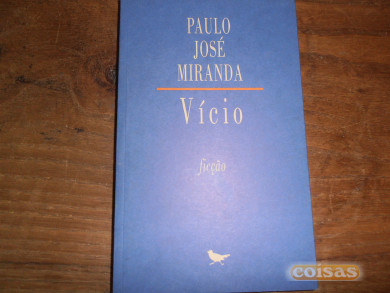 PAULO
JOSÉ
MIRANDA
Vício
ficção
coisas